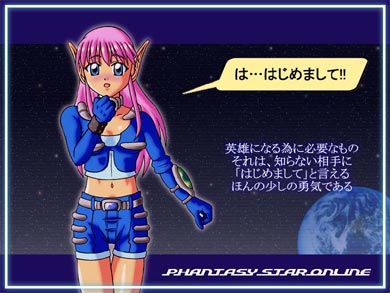 は…はじめまして!!
英雄になる為に必要なもの
それは、知らない相手に
「はじめまして」と言える
ほんの少しの勇気である
PHANTASY STAR ONLINE